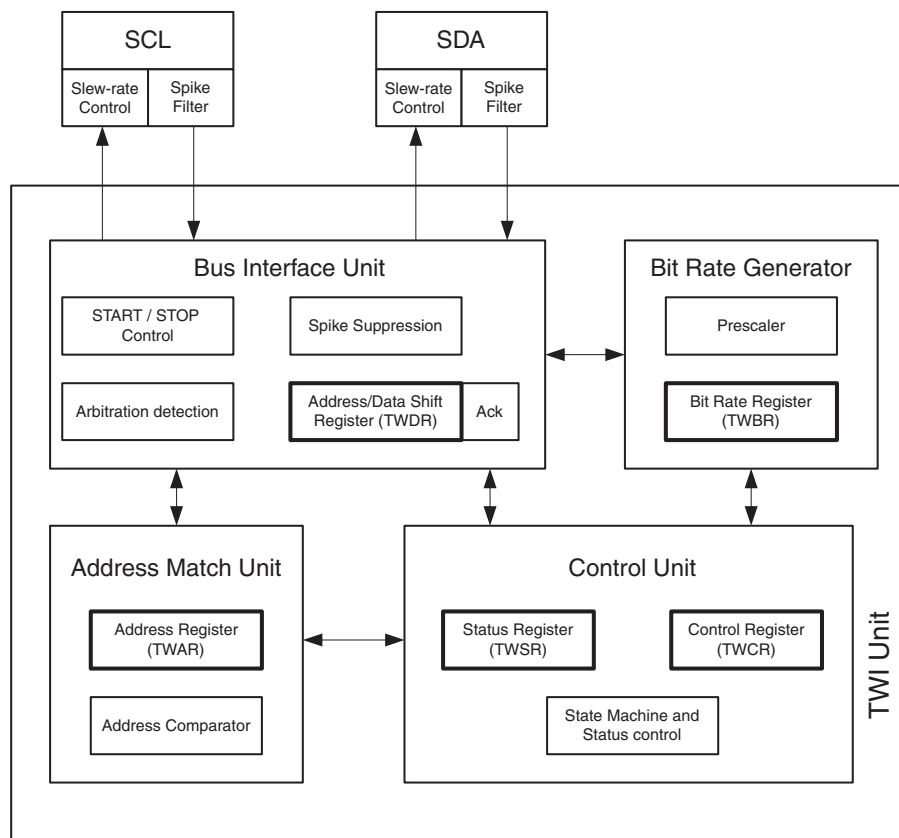 SCL
Slew-rate
Control
Spike
Filter
SDA
Slew-rate
Control
Spike
Filter
Bus Interface Unit
START / STOP
Control
Spike Suppression
Arbitration detection
Address/Data Shift
Register (TWDR)
Ack
Bit Rate Generator
Prescaler
Bit Rate Register
(TWBR)
Address Match Unit
Address Register
(TWAR)
Address Comparator
Control Unit
Status Register
(TWSR)
Control Register
(TWCR)
State Machine and
Status control
TWI Unit